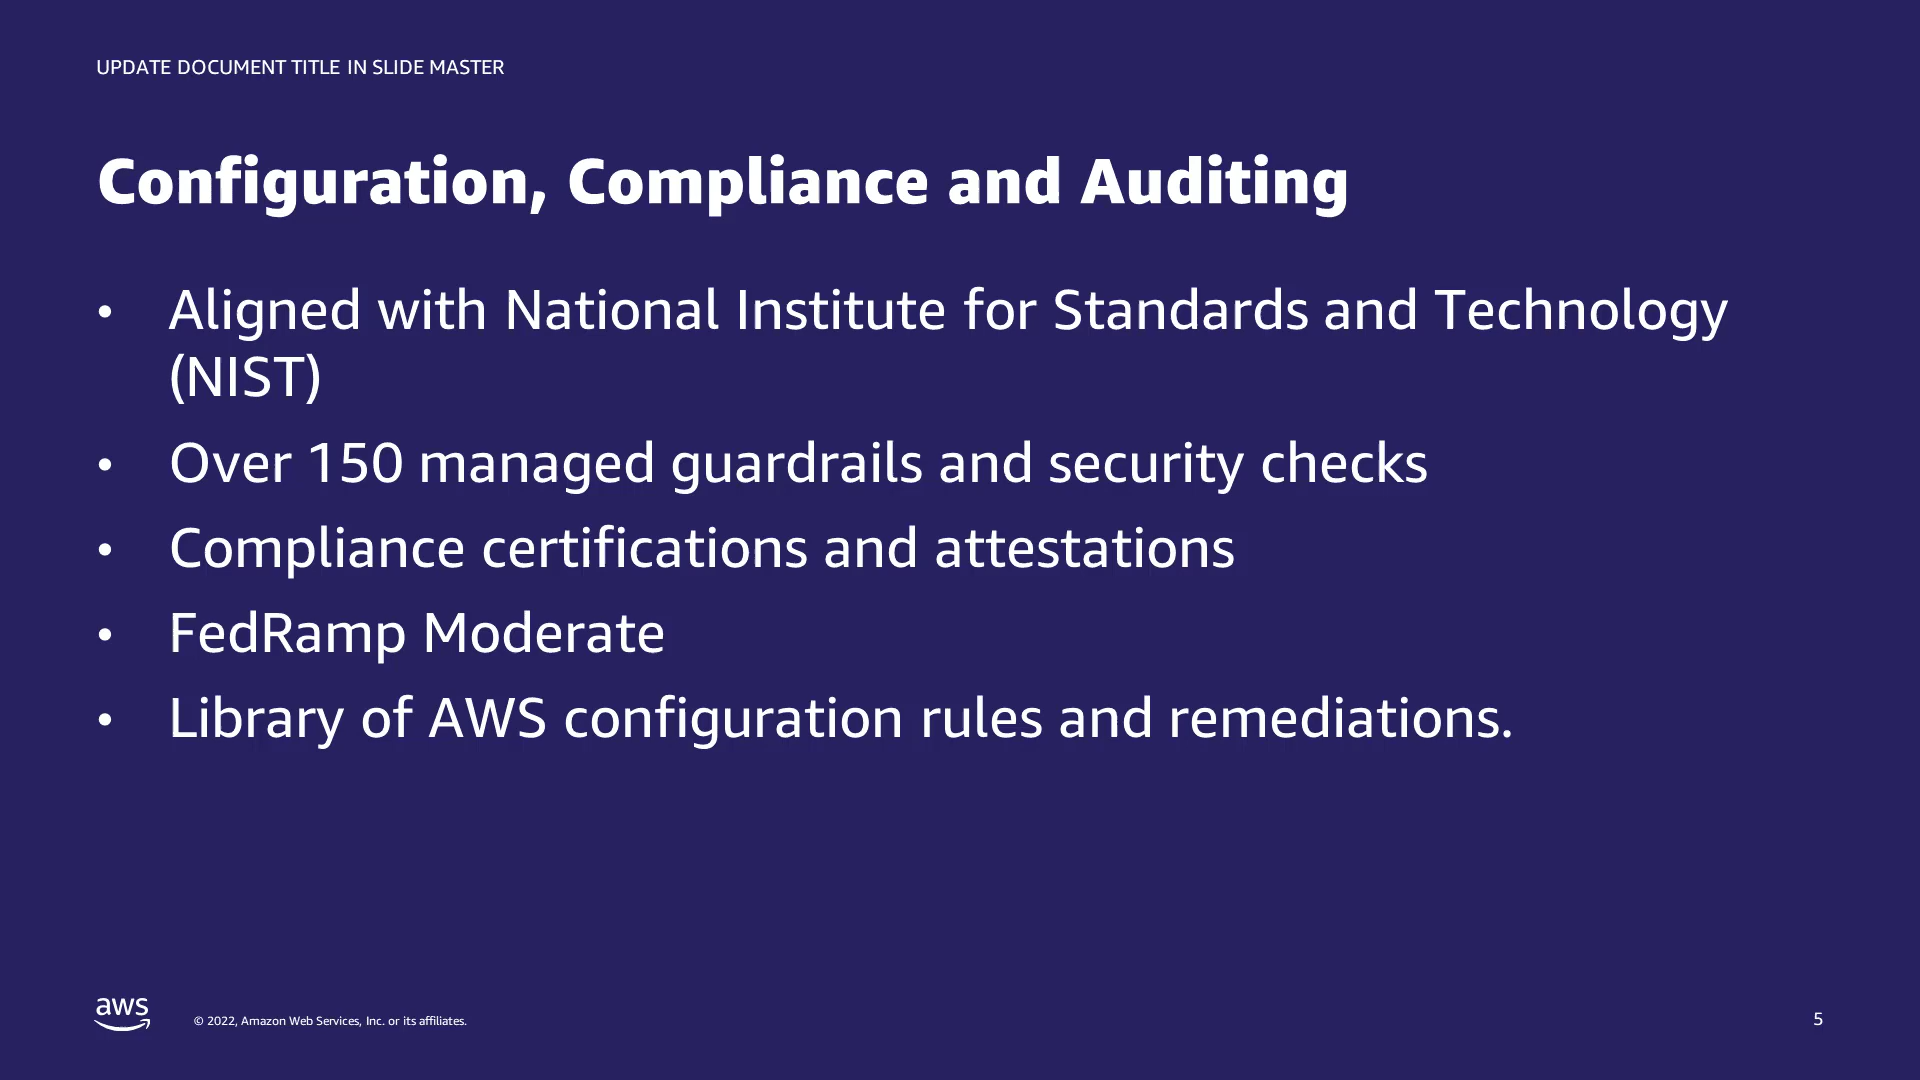 UPDATE DOCUMENT TITLE IN SLIDE MASTER
Configuration, Compliance and Auditing
• Aligned with National Institute for Standards and Technology
(NIST)
• Over 150 managed guardrails and security checks
• Compliance certifications and attestations
• FedRamp Moderate
• Library of AWS configuration rules and remediations.
aws
© 2022, Amazon Web Services, Inc. or its affiliates.
5